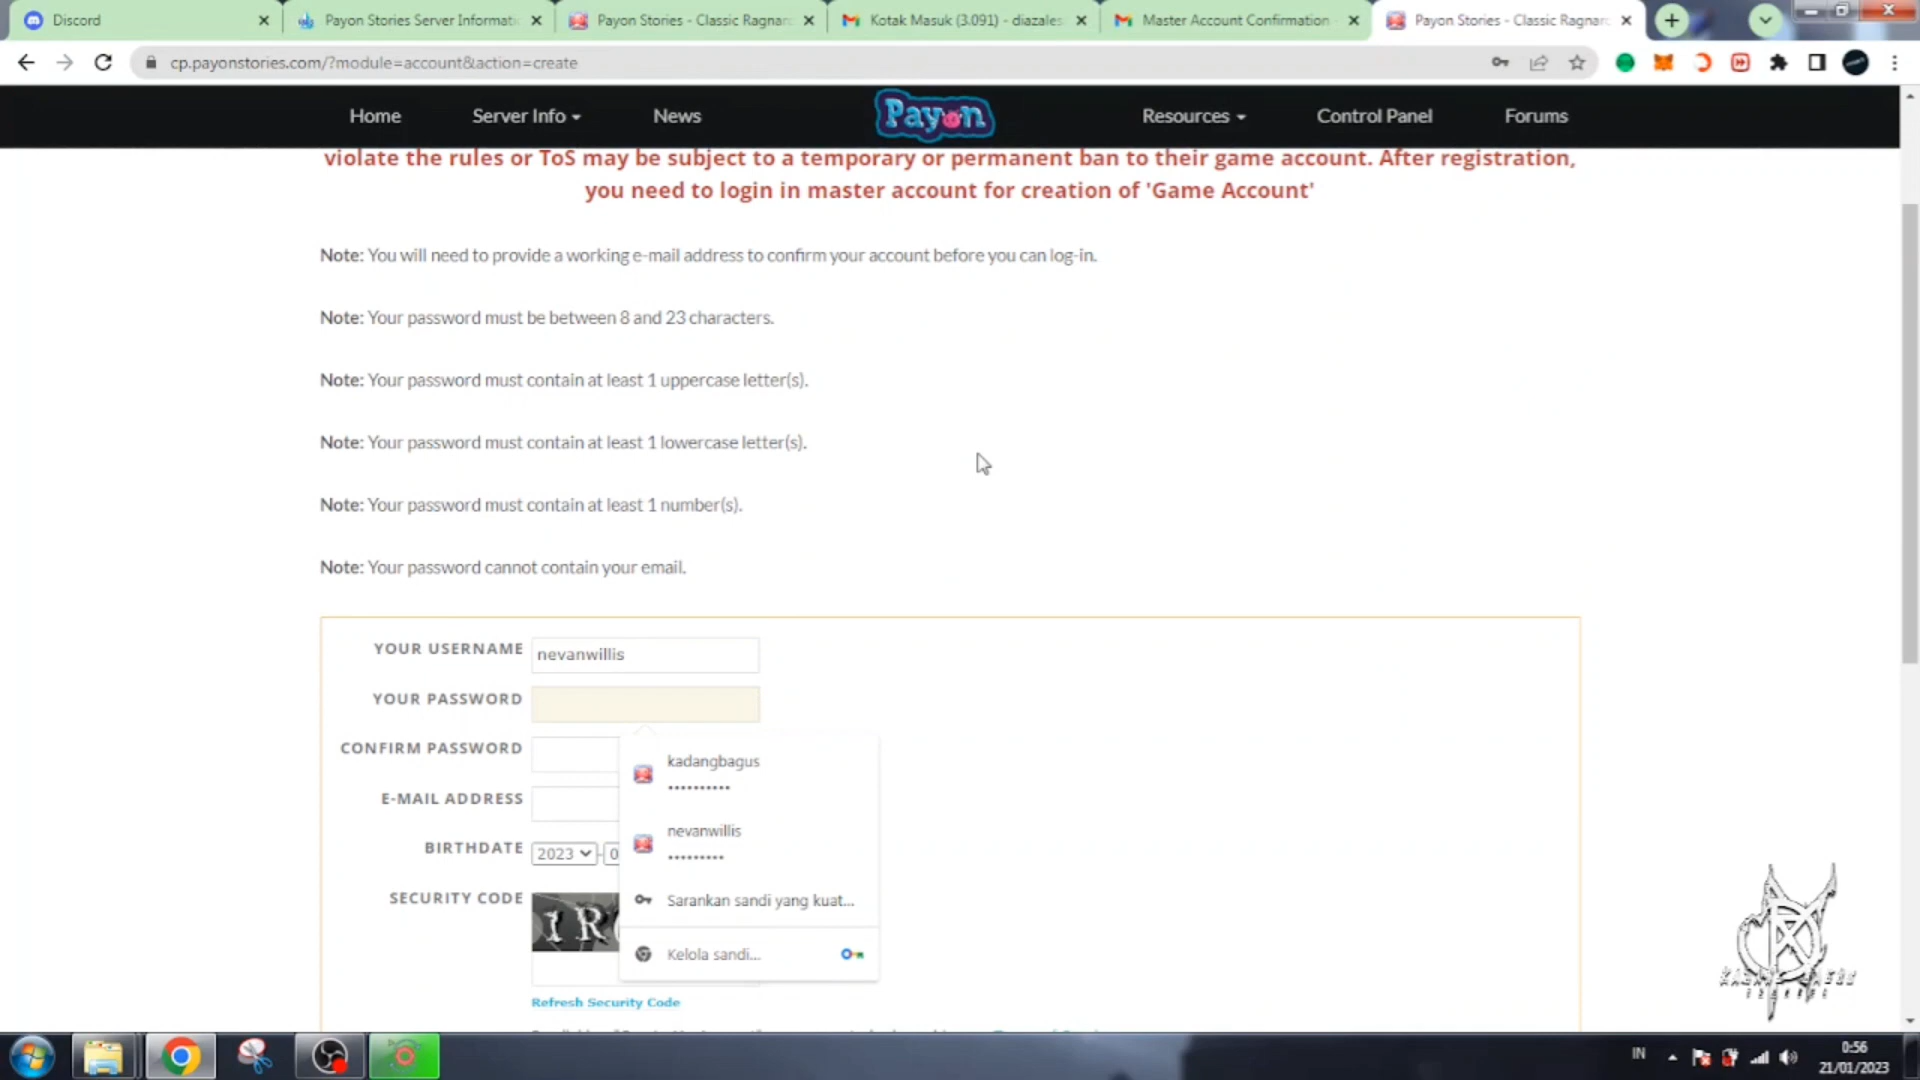 Discord
Payon Stories Server Informati
Payon Stories - Classic Ragnaro
Kotak Masuk (3.091) - diazales
Master Account Confirmation
Payon Stories - Classic Ragnaro
cp.payonstories.com/?module=account&action=create
Home
Server Info
News
Payon
Resources
Control Panel
Forums
violate the rules or ToS may be subject to a temporary or permanent ban to their game account. After registration,
you need to login in master account for creation of 'Game Account'
Note: You will need to provide a working e-mail address to confirm your account before you can log-in.
Note: Your password must be between 8 and 23 characters.
Note: Your password must contain at least 1 uppercase letter(s).
Note: Your password must contain at least 1 lowercase letter(s).
Note: Your password must contain at least 1 number(s).
Note: Your password cannot contain your email.
YOUR USERNAME nevanwillis
YOUR PASSWORD
CONFIRM PASSWORD
kadangbagus
••••••••••
E-MAIL ADDRESS
nevanwillis
•••••••••
BIRTHDATE 2023 - 0
SECURITY CODE
IR
Sarankan sandi yang kuat...
Kelola sandi...
Refresh Security Code
IN
0:56
21/01/2023